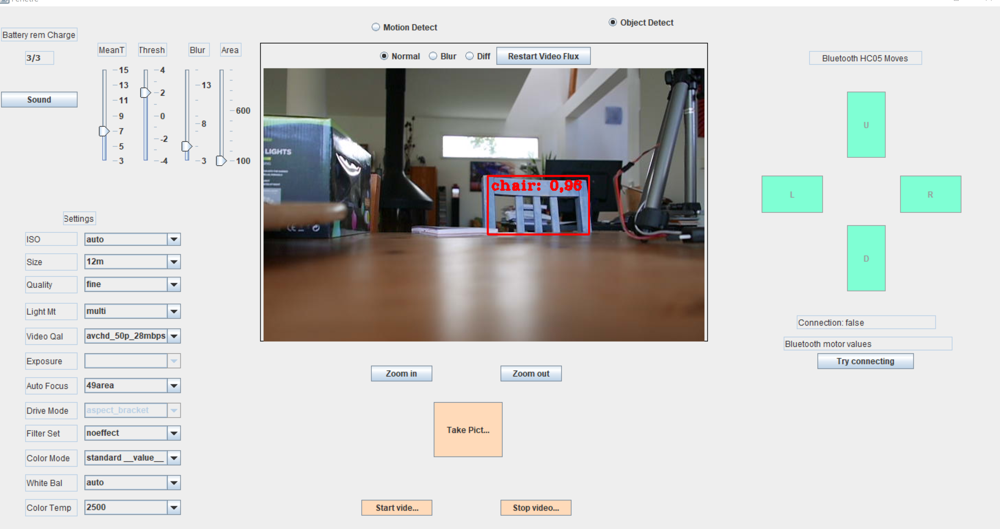 Battery rem Charge
3/3
Sound
MeanT
Thresh
Blur
Area
15
13
11
9
7
5
3
4
2
0
-2
-4
13
8
3
600
100
Motion Detect
Object Detect
Normal
Blur
Diff
Restart Video Flux
LIGHTS
CE
chair: 0,96
Bluetooth HC05 Moves
U
L
R
D
Connection: false
Bluetooth motor values
Try connecting
Settings
ISO auto
Size 12m
Quality fine
Light Mt multi
Video Qal avchd_50p_28mbps
Exposure
Auto Focus 49area
Drive Mode aspect_bracket
Filter Set noeffect
Color Mode standard __value__
White Bal auto
Color Temp 2500
Zoom in
Zoom out
Take Pict...
Start vide...
Stop video...